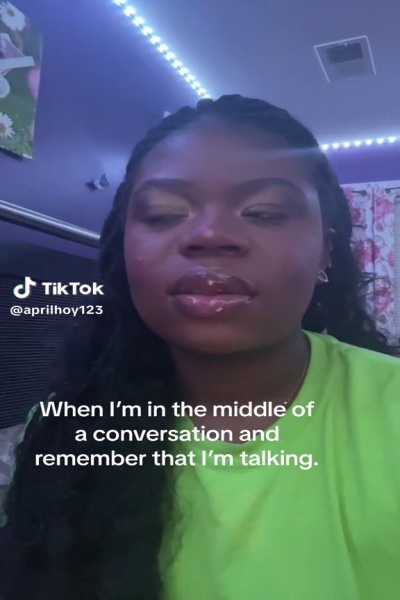 TikTok
@aprilhoy123
When I'm in the middle of
a conversation and
remember that I'm talking.